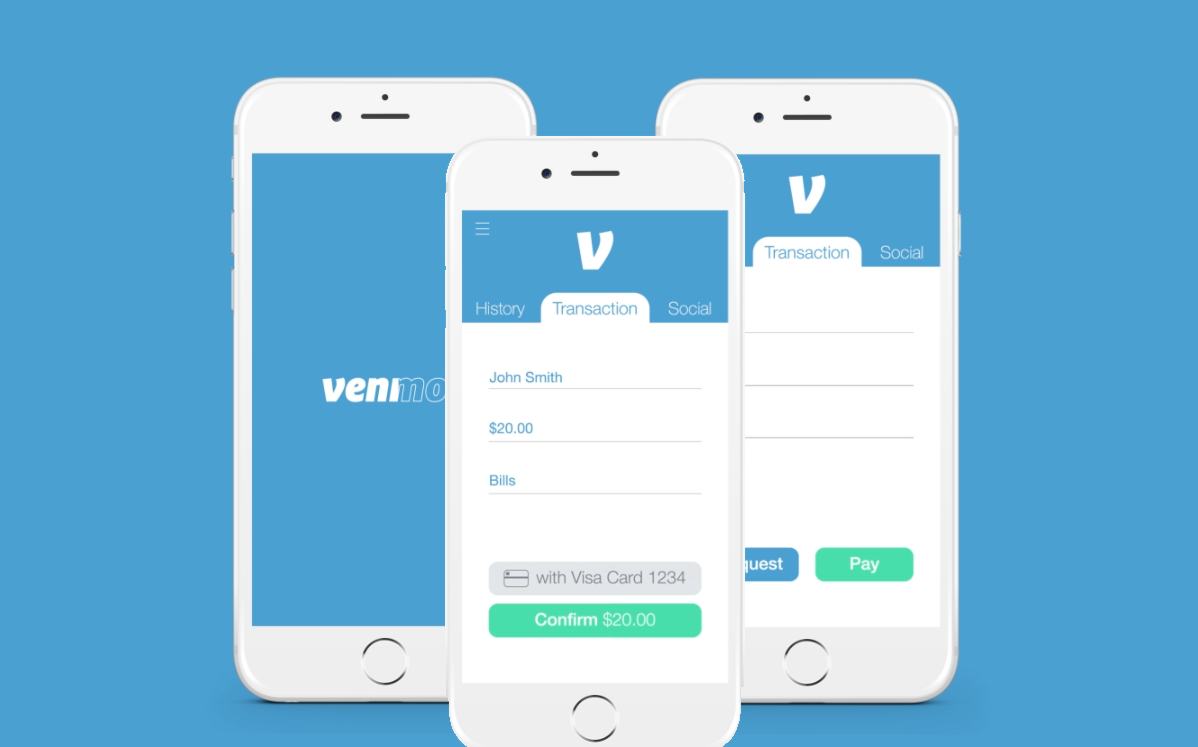 venmo
V
History Transaction Social
John Smith
$20.00
Bills
with Visa Card 1234
Confirm $20.00
V
Transaction Social
quest Pay